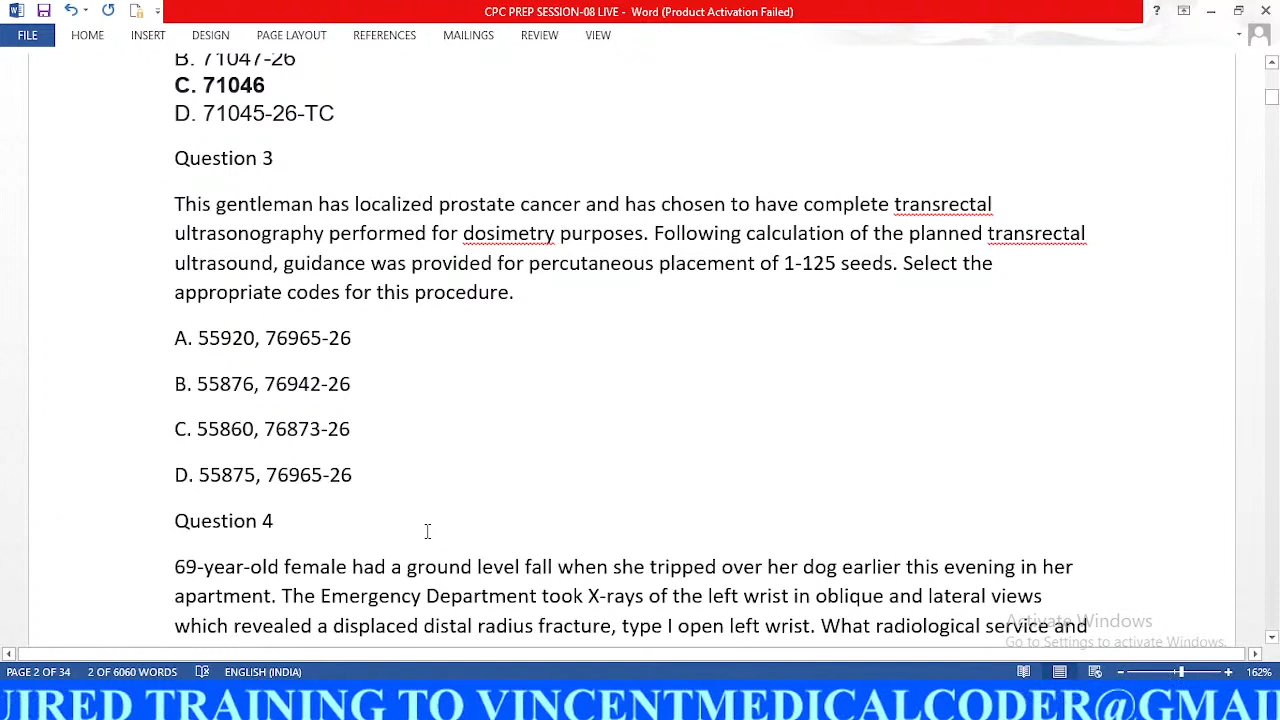 CPC PREP SESSION-08 LIVE - Word (Product Activation Failed)
FILE HOME INSERT DESIGN PAGE LAYOUT REFERENCES MAILINGS REVIEW VIEW
B. 71047-26
C. 71046
D. 71045-26-TC
Question 3
This gentleman has localized prostate cancer and has chosen to have complete transrectal
ultrasonography performed for dosimetry purposes. Following calculation of the planned transrectal
ultrasound, guidance was provided for percutaneous placement of 1-125 seeds. Select the
appropriate codes for this procedure.
A. 55920, 76965-26
B. 55876, 76942-26
C. 55860, 76873-26
D. 55875, 76965-26
Question 4
69-year-old female had a ground level fall when she tripped over her dog earlier this evening in her
apartment. The Emergency Department took X-rays of the left wrist in oblique and lateral views
which revealed a displaced distal radius fracture, type I open left wrist. What radiological service and
Activate Windows
Go to Settings to activate Windows.
PAGE 2 OF 34 2 OF 6060 WORDS ENGLISH (INDIA) 162%
UIRED TRAINING TO VINCENTMEDICALCODER@GMAI